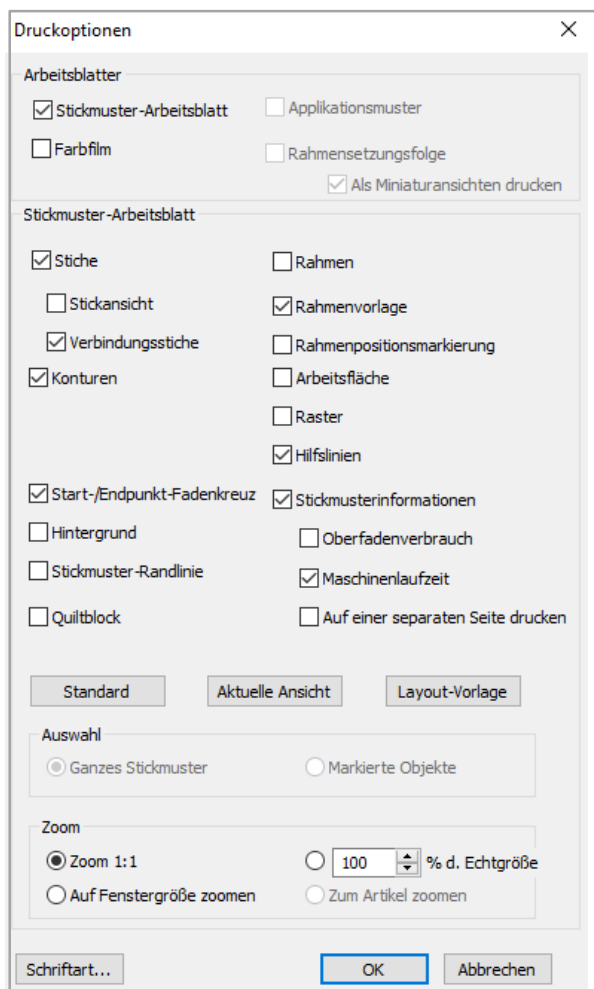 Druckoptionen
Arbeitsblatter
Stickmuster-Arbeitsblatt Applikationsmuster
Farbfilm Rahmensetzungsfolge
Als Miniaturansichten drucken
Stickmuster-Arbeitsblatt
Stiche Rahmen
Stickansicht Rahmenvorlage
Verbindungsstiche Rahmenpositionsmarkierung
Konturen Arbeitsfläche
Raster
Hilfslinien
Start-/Endpunkt-Fadenkreuz Stickmusterinformationen
Hintergrund Oberfadenverbrauch
Stickmuster-Randlinie Maschinenlaufzeit
Quiltblock Auf einer separaten Seite drucken
Standard Aktuelle Ansicht Layout-Vorlage
Auswahl
Ganzes Stickmuster Markierte Objekte
Zoom
Zoom 1:1 100 % d. Echtgröße
Auf Fenstergröße zoomen Zum Artikel zoomen
Schriftart... OK Abbrechen